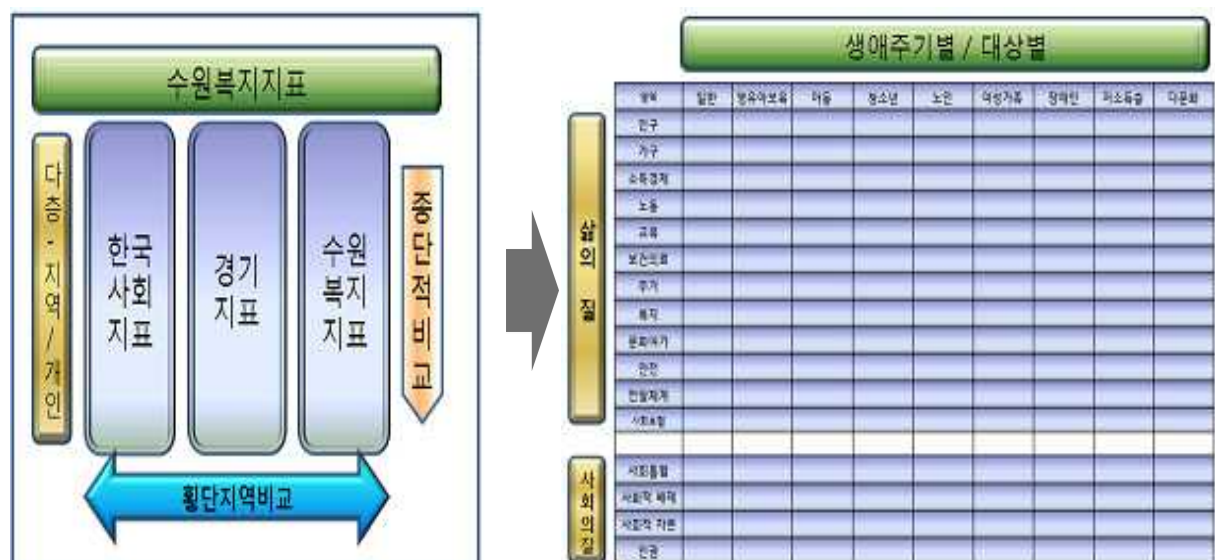 수원복지지표
다층-지역/개인
한국
사회
지표
경기
지표
수원
복지
지표
종단적비교
횡단지역비교
생애주기별 / 대상별
영역 일반 영유아보육 아동 청소년 노인 여성가족 장애인 저소득층 다문화
삶의 질
인구
가구
소득경제
노동
교육
보건의료
주거
복지
문화여가
안전
전달체계
사회보험
사회의질
사회통합
사회적 배제
사회적 자본
인권